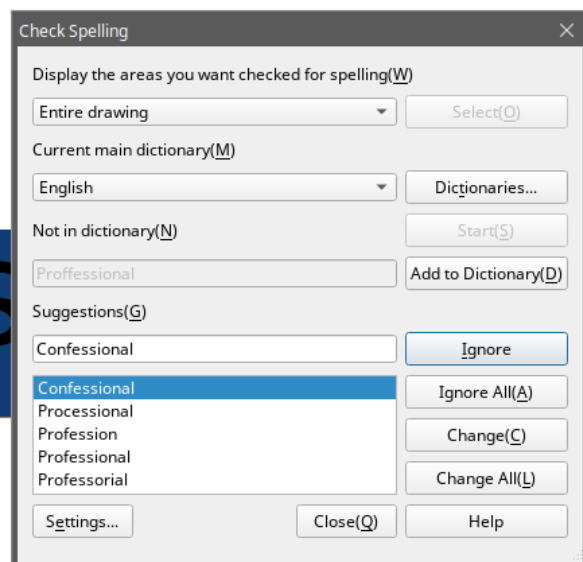 Check Spelling
Display the areas you want checked for spelling(W)
Entire drawing
Select(O)
Current main dictionary(M)
English
Dictionaries...
Not in dictionary(N)
Start(S)
Proffessional
Add to Dictionary(D)
Suggestions(G)
Confessional
Ignore
Confessional
Processional
Profession
Professional
Professorial
Ignore All(A)
Change(C)
Change All(L)
Settings...
Close(Q)
Help